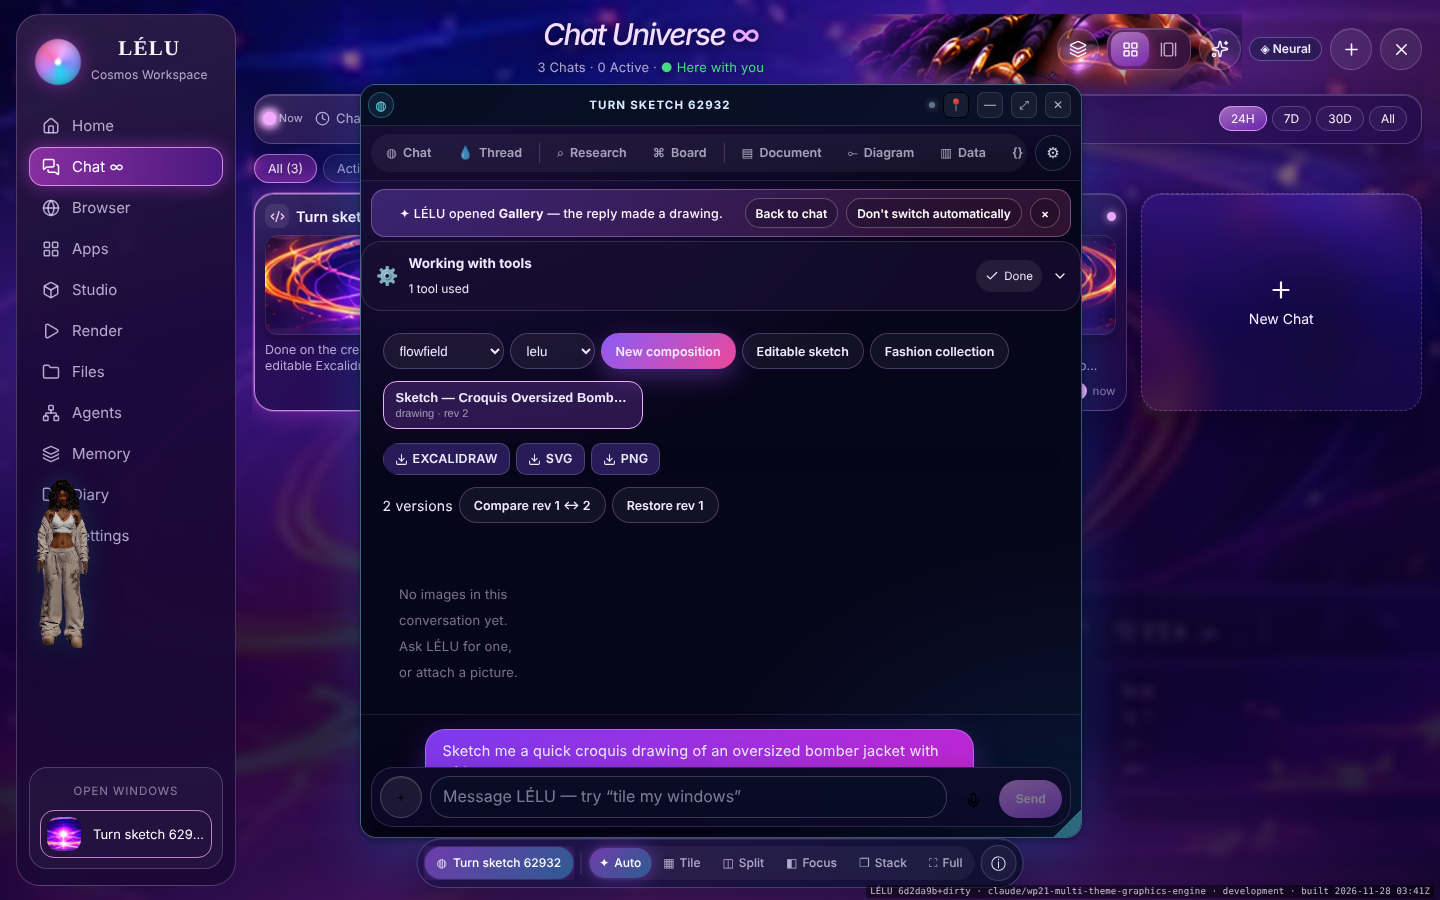 LÉLU
Cosmos Workspace
Home
Chat ∞
Browser
Apps
Studio
Render
Files
Agents
Memory
Diary
ettings
OPEN WINDOWS
Turn sketch 629...
Chat Universe ∞
3 Chats · 0 Active · ● Here with you
◈ Neural
Now
Cha
24H 7D 30D All
All (3)
Acti
Turn sket
Done on the cre
editable Excalidr
now
+
New Chat
TURN SKETCH 62932
Chat Thread Research Board Document Diagram Data {}
✦ LÉLU opened Gallery — the reply made a drawing.
Back to chat
Don't switch automatically
×
Working with tools
1 tool used
Done
flowfield
lelu
New composition
Editable sketch
Fashion collection
Sketch — Croquis Oversized Bomb...
drawing · rev 2
EXCALIDRAW
SVG
PNG
2 versions
Compare rev 1 ↔ 2
Restore rev 1
No images in this
conversation yet.
Ask LÉLU for one,
or attach a picture.
Sketch me a quick croquis drawing of an oversized bomber jacket with
Message LÉLU — try “tile my windows”
Send
Turn sketch 62932
✦ Auto
Tile
Split
Focus
Stack
Full
LÉLU 6d2da9b+dirty · claude/wp21-multi-theme-graphics-engine · development · built 2026-11-28 03:41Z